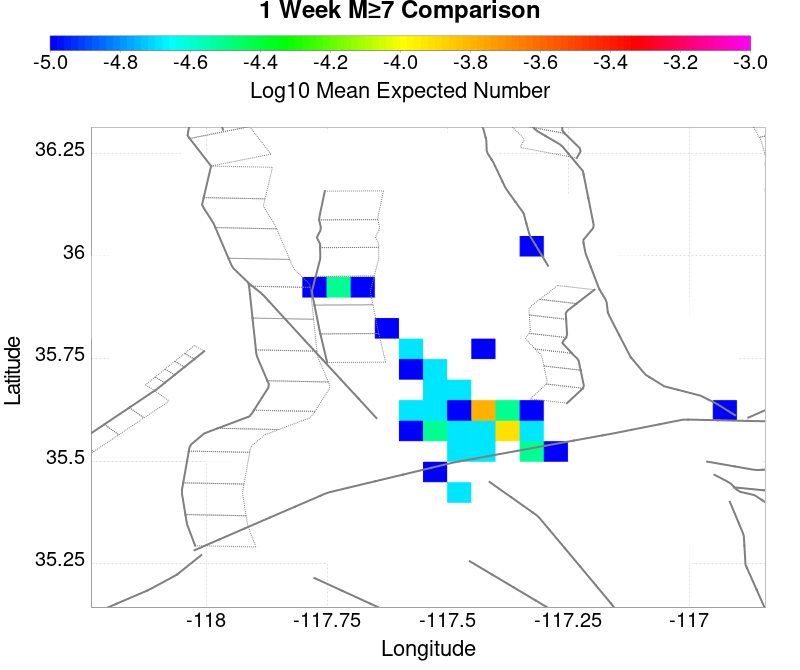 1 Week M≥7 Comparison
-5.0 -4.8 -4.6 -4.4 -4.2 -4.0 -3.8 -3.6 -3.4 -3.2 -3.0
Log10 Mean Expected Number
36.25
36
35.75
35.5
35.25
Latitude
-118 -117.75 -117.5 -117.25 -117
Longitude